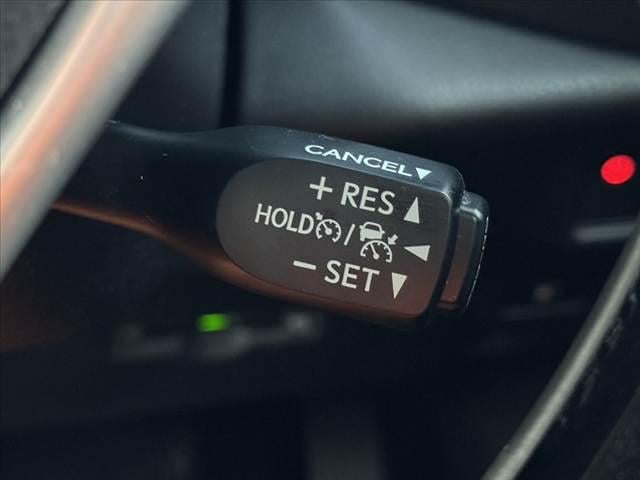 CANCEL▼
+ RES ▲
HOLD / ◀
− SET ▼